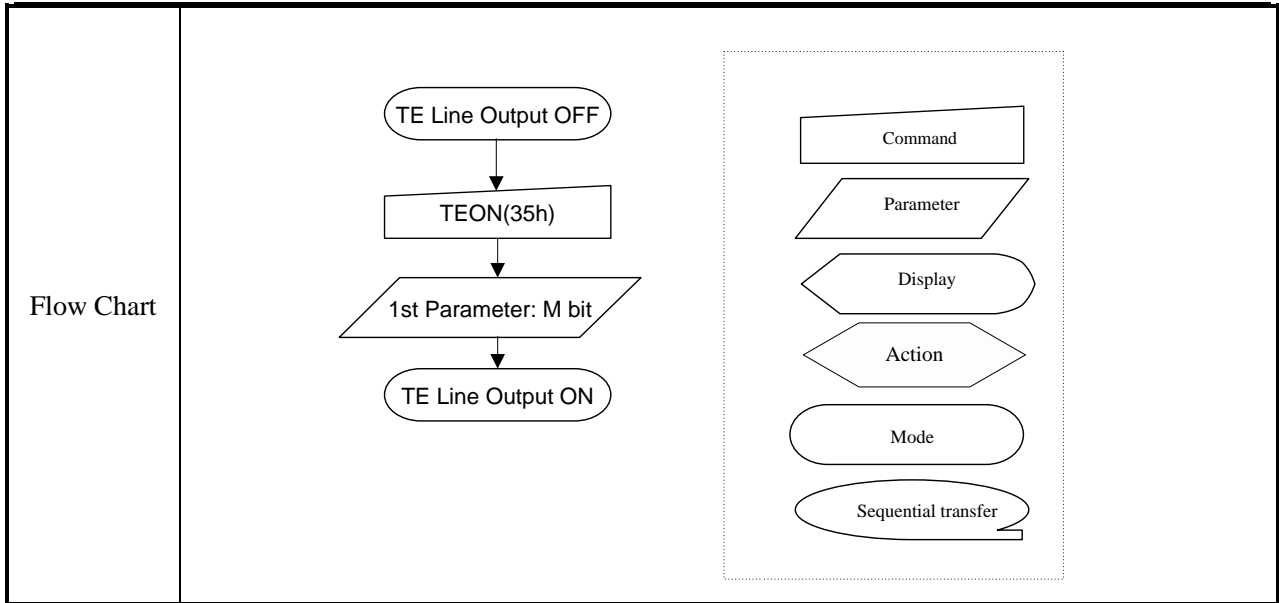 Flow Chart
TE Line Output OFF
TEON(35h)
1st Parameter: M bit
TE Line Output ON
Command
Parameter
Display
Action
Mode
Sequential transfer